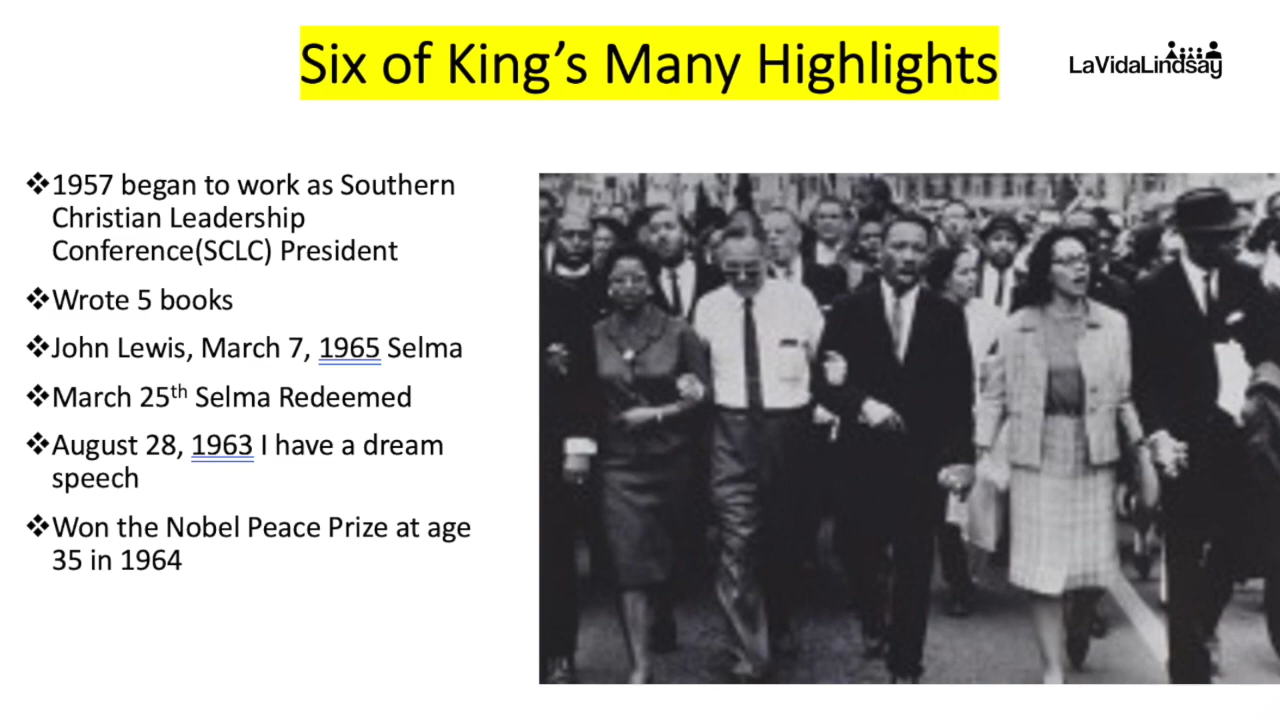 Six of King’s Many Highlights
LaVidaLindsay
❖1957 began to work as Southern
Christian Leadership
Conference(SCLC) President
❖Wrote 5 books
❖John Lewis, March 7, 1965 Selma
❖March 25th Selma Redeemed
❖August 28, 1963 I have a dream
speech
❖Won the Nobel Peace Prize at age
35 in 1964